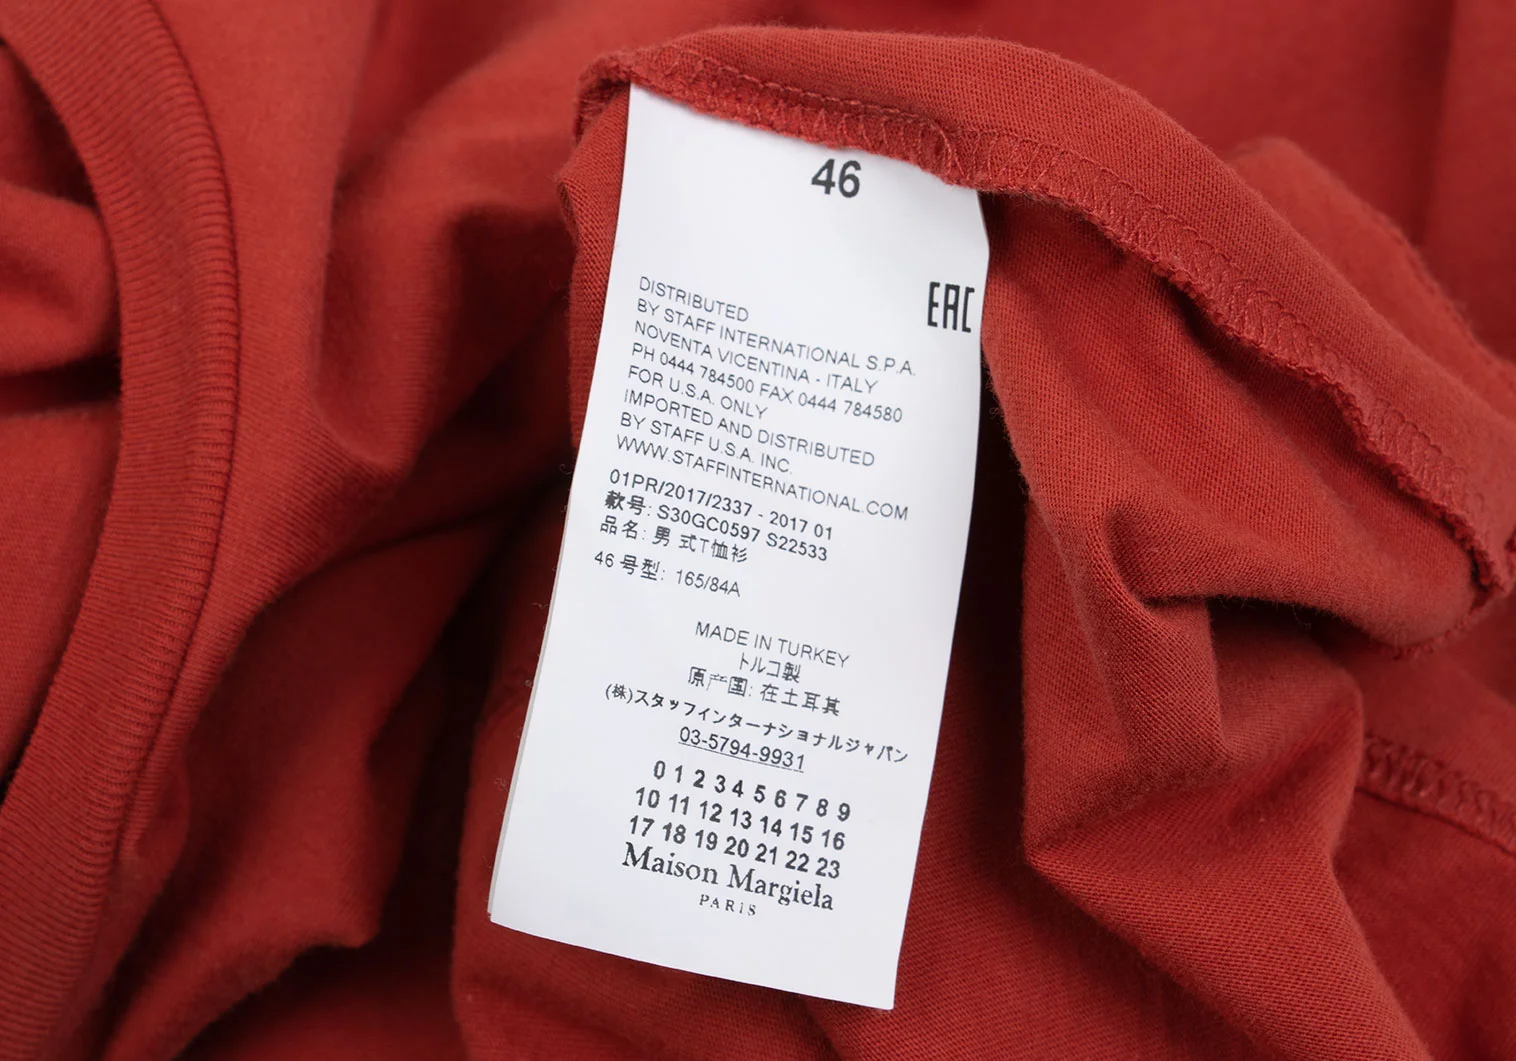 46
EAC
DISTRIBUTED
BY STAFF INTERNATIONAL S.P.A.
NOVENTA VICENTINA - ITALY
PH 0444 784500 FAX 0444 784580
FOR U.S.A. ONLY
IMPORTED AND DISTRIBUTED
BY STAFF U.S.A. INC.
WWW.STAFFINTERNATIONAL.COM
01PR/2017/2337 - 2017 01
款号: S30GC0597 S22533
品名: 男 式T恤衫
46 号型: 165/84A
MADE IN TURKEY
トルコ製
原产国: 在土耳其
(株)スタッフインターナショナルジャパン
03-5794-9931
0 1 2 3 4 5 6 7 8 9
10 11 12 13 14 15 16
17 18 19 20 21 22 23
Maison Margiela
PARIS